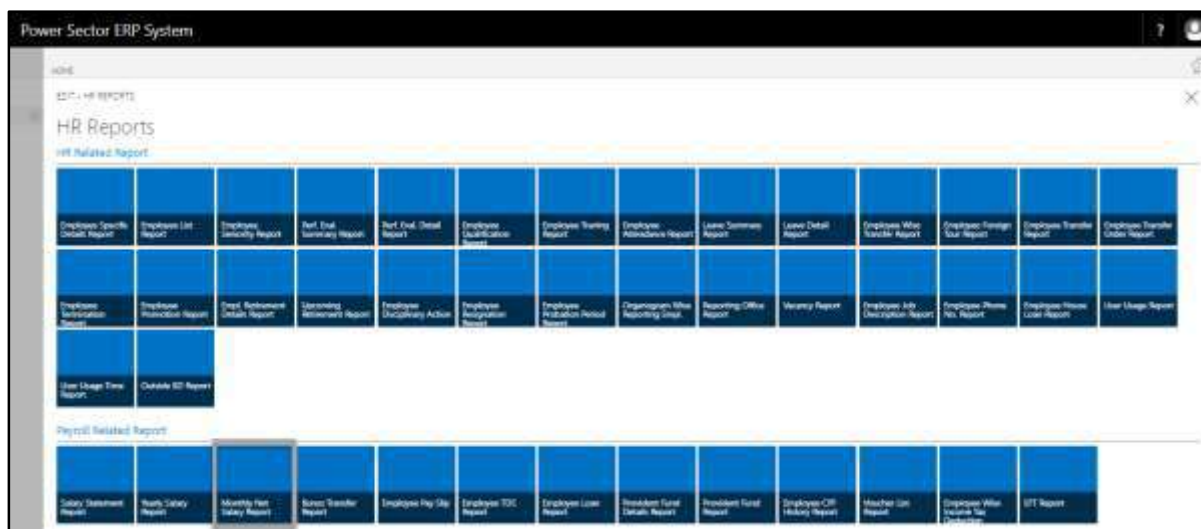 Power Sector ERP System
?
HOME
EDIT - HR REPORTS
HR Reports
HR Related Report
Employee Specific Details Report
Employee List Report
Employee Seniority Report
Perf. Eval. Summary Report
Perf. Eval. Detail Report
Employee Qualification Report
Employee Training Report
Employee Attendance Report
Leave Summary Report
Leave Detail Report
Employee Wise Transfer Report
Employee Foreign Tour Report
Employee Transfer Report
Employee Transfer Order Report
Employee Termination Report
Employee Promotion Report
Empl. Retirement Details Report
Upcoming Retirement Report
Employee Disciplinary Action
Employee Resignation Report
Employee Probation Period Report
Organogram Wise Reporting Empl.
Reporting Office Report
Vacancy Report
Employee Job Description Report
Employee Phone No. Report
Employee House Loan Report
User Usage Report
User Usage Time Report
Outside BD Report
Payroll Related Report
Salary Statement Report
Yearly Salary Report
Monthly Net Salary Report
Bonus Transfer Report
Employee Pay Slip
Employee TDS Report
Employee Loan Report
Provident Fund Details Report
Provident Fund Report
Employee CPF History Report
Voucher List Report
Employee Wise Income Tax Deduction
Report